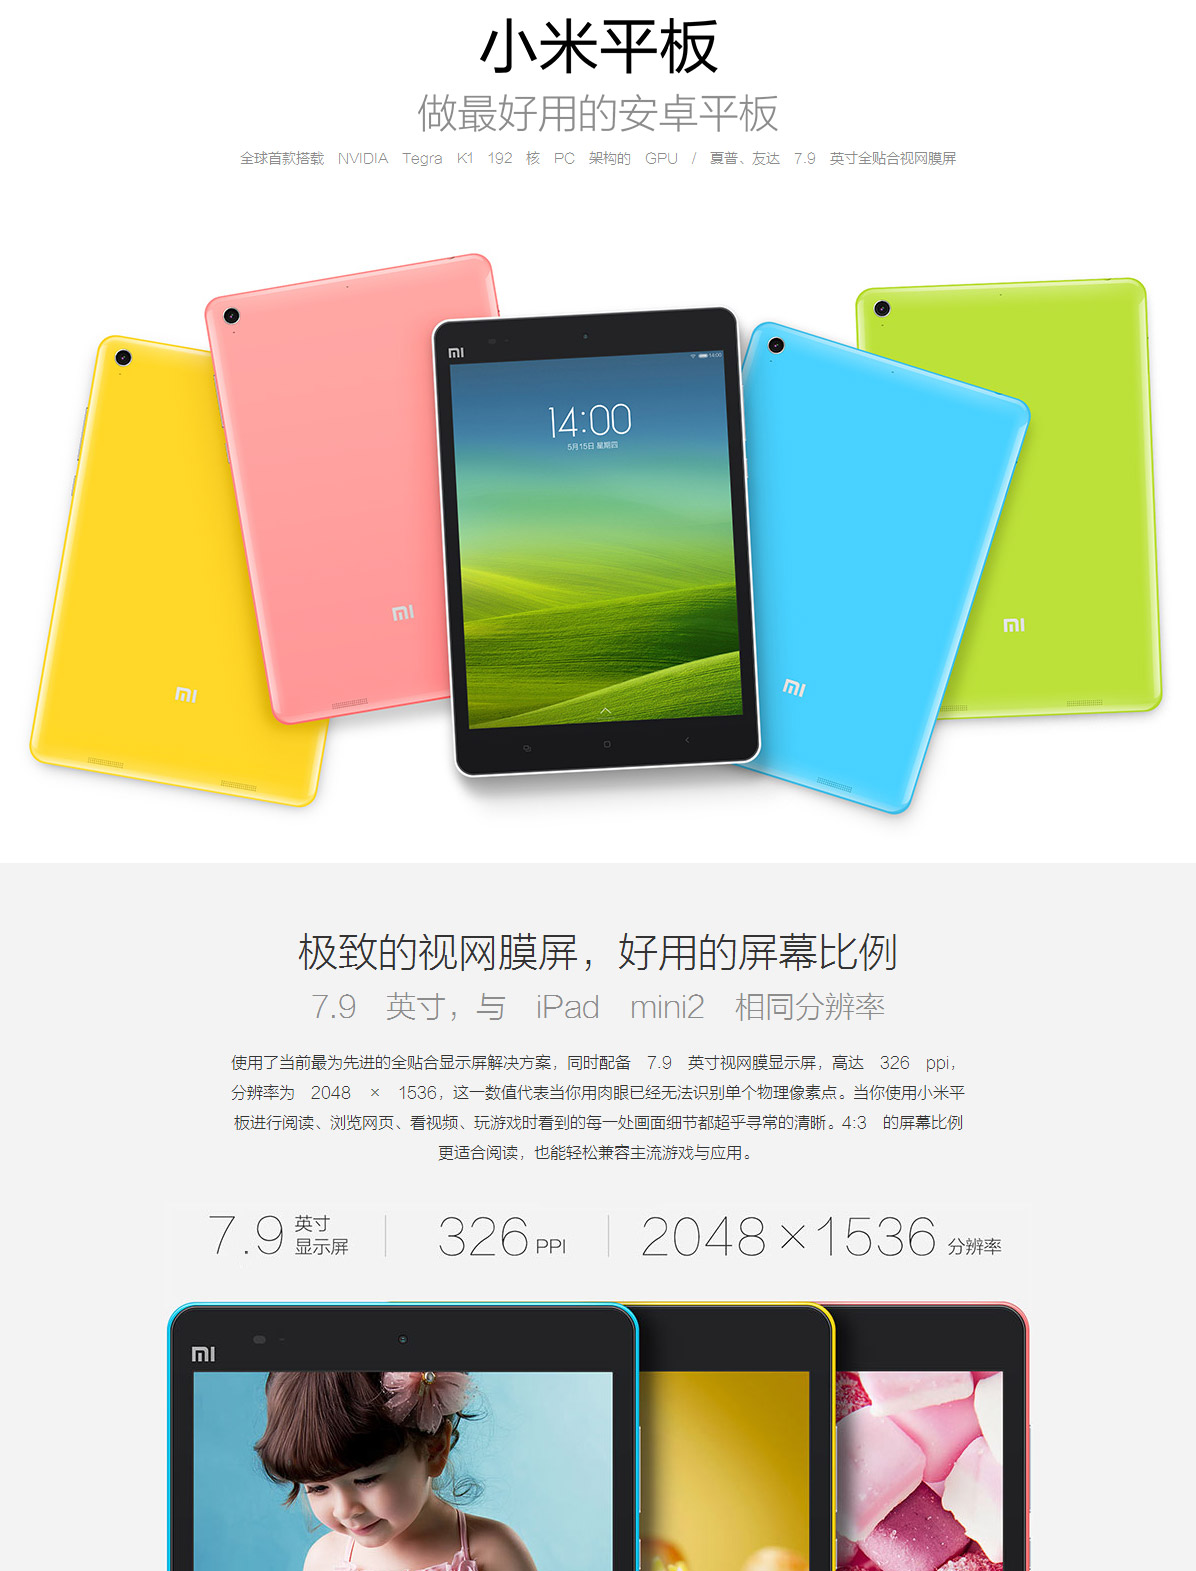 小米平板
做最好用的安卓平板
全球首款搭载 NVIDIA Tegra K1 192 核 PC 架构的 GPU / 夏普、友达 7.9 英寸全贴合视网膜屏
mi
14:00
14:00
5月15日 星期四
mi
mi
mi
mi
极致的视网膜屏，好用的屏幕比例
7.9 英寸，与 iPad mini2 相同分辨率
使用了当前最为先进的全贴合显示屏解决方案，同时配备 7.9 英寸视网膜显示屏，高达 326 ppi，
分辨率为 2048 × 1536，这一数值代表当你用肉眼已经无法识别单个物理像素点。当你使用小米平
板进行阅读、浏览网页、看视频、玩游戏时看到的每一处画面细节都超乎寻常的清晰。4:3 的屏幕比例
更适合阅读，也能轻松兼容主流游戏与应用。
7.9 英寸显示屏
326 PPI
2048×1536 分辨率
mi